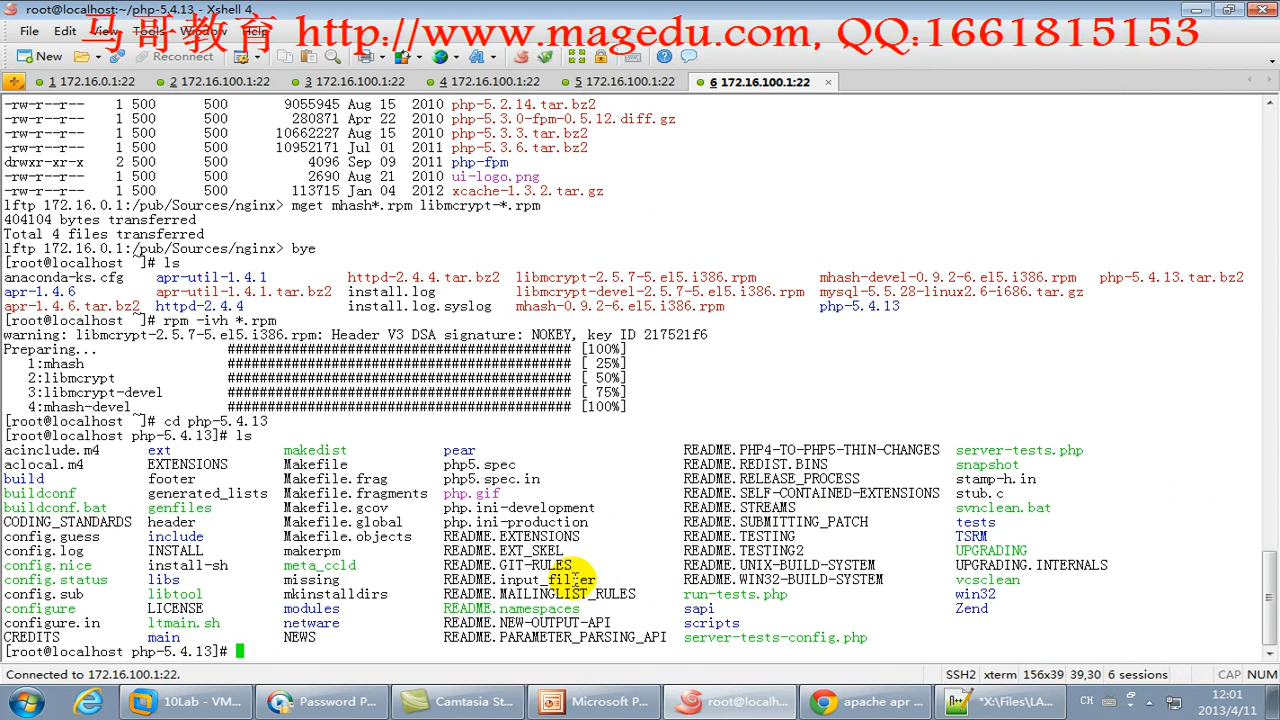 root@localhost:~/php-5.4.13 - Xshell 4
马哥教育 http://www.magedu.com, QQ:1661815153
File Edit View Tools Window Help
New Reconnect
1 172.16.0.1:22 2 172.16.100.1:22 3 172.16.100.1:22 4 172.16.100.1:22 5 172.16.100.1:22 6 172.16.100.1:22
-rw-r--r-- 1 500 500 9055945 Aug 15 2010 php-5.2.14.tar.bz2
-rw-r--r-- 1 500 500 280871 Apr 22 2010 php-5.3.0-fpm-0.5.12.diff.gz
-rw-r--r-- 1 500 500 10662227 Aug 15 2010 php-5.3.3.tar.bz2
-rw-r--r-- 1 500 500 10952171 Jul 01 2011 php-5.3.6.tar.bz2
drwxr-xr-x 2 500 500 4096 Sep 09 2011 php-fpm
-rw-r--r-- 1 500 500 2690 Aug 21 2010 ui-logo.png
-rw-r--r-- 1 500 500 113715 Jan 04 2012 xcache-1.3.2.tar.gz
lftp 172.16.0.1:/pub/Sources/nginx> mget mhash*.rpm libmcrypt-*.rpm
404104 bytes transferred
Total 4 files transferred
lftp 172.16.0.1:/pub/Sources/nginx> bye
[root@localhost ~]# ls
anaconda-ks.cfg apr-util-1.4.1 httpd-2.4.4.tar.bz2 libmcrypt-2.5.7-5.el5.i386.rpm mhash-devel-0.9.2-6.el5.i386.rpm php-5.4.13.tar.bz2
apr-1.4.6 apr-util-1.4.1.tar.bz2 install.log libmcrypt-devel-2.5.7-5.el5.i386.rpm mysql-5.5.28-linux2.6-i686.tar.gz
apr-1.4.6.tar.bz2 httpd-2.4.4 install.log.syslog mhash-0.9.2-6.el5.i386.rpm php-5.4.13
[root@localhost ~]# rpm -ivh *.rpm
warning: libmcrypt-2.5.7-5.el5.i386.rpm: Header V3 DSA signature: NOKEY, key ID 217521f6
Preparing... ########################################### [100%]
1:mhash ########################################### [ 25%]
2:libmcrypt ########################################### [ 50%]
3:libmcrypt-devel ########################################### [ 75%]
4:mhash-devel ########################################### [100%]
[root@localhost ~]# cd php-5.4.13
[root@localhost php-5.4.13]# ls
acinclude.m4 ext makedist pear README.PHP4-TO-PHP5-THIN-CHANGES server-tests.php
aclocal.m4 EXTENSIONS Makefile php5.spec README.REDIST.BINS snapshot
build footer Makefile.frag php5.spec.in README.RELEASE_PROCESS stamp-h.in
buildconf generated_lists Makefile.fragments php.gif README.SELF-CONTAINED-EXTENSIONS stub.c
buildconf.bat genfiles Makefile.gcov php.ini-development README.STREAMS svnclean.bat
CODING_STANDARDS header Makefile.global php.ini-production README.SUBMITTING_PATCH tests
config.guess include Makefile.objects README.EXTENSIONS README.TESTING TSRM
config.log INSTALL makerpm README.EXT_SKEL README.TESTING2 UPGRADING
config.nice install-sh meta_ccld README.GIT-RULES README.UNIX-BUILD-SYSTEM UPGRADING.INTERNALS
config.status libs missing README.input_filter README.WIN32-BUILD-SYSTEM vcsclean
config.sub libtool mkinstalldirs README.MAILINGLIST_RULES run-tests.php win32
configure LICENSE modules README.namespaces sapi Zend
configure.in ltmain.sh netware README.NEW-OUTPUT-API scripts
CREDITS main NEWS README.PARAMETER_PARSING_API server-tests-config.php
[root@localhost php-5.4.13]#
Connected to 172.16.100.1:22. SSH2 xterm 156x39 39,30 6 sessions CAP NUM
10Lab - VM... Password P... Camtasia St... Microsoft P... root@localh... apache apr ... *X:\Files\LA... CH 12:01
2013/4/11